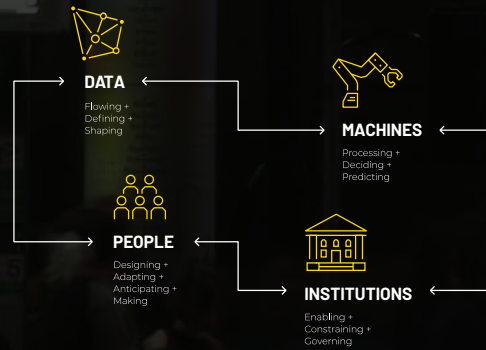 DATA
Flowing +
Defining +
Shaping
MACHINES
Processing +
Deciding +
Predicting
PEOPLE
Designing +
Adapting +
Anticipating +
Making
INSTITUTIONS
Enabling +
Constraining +
Governing